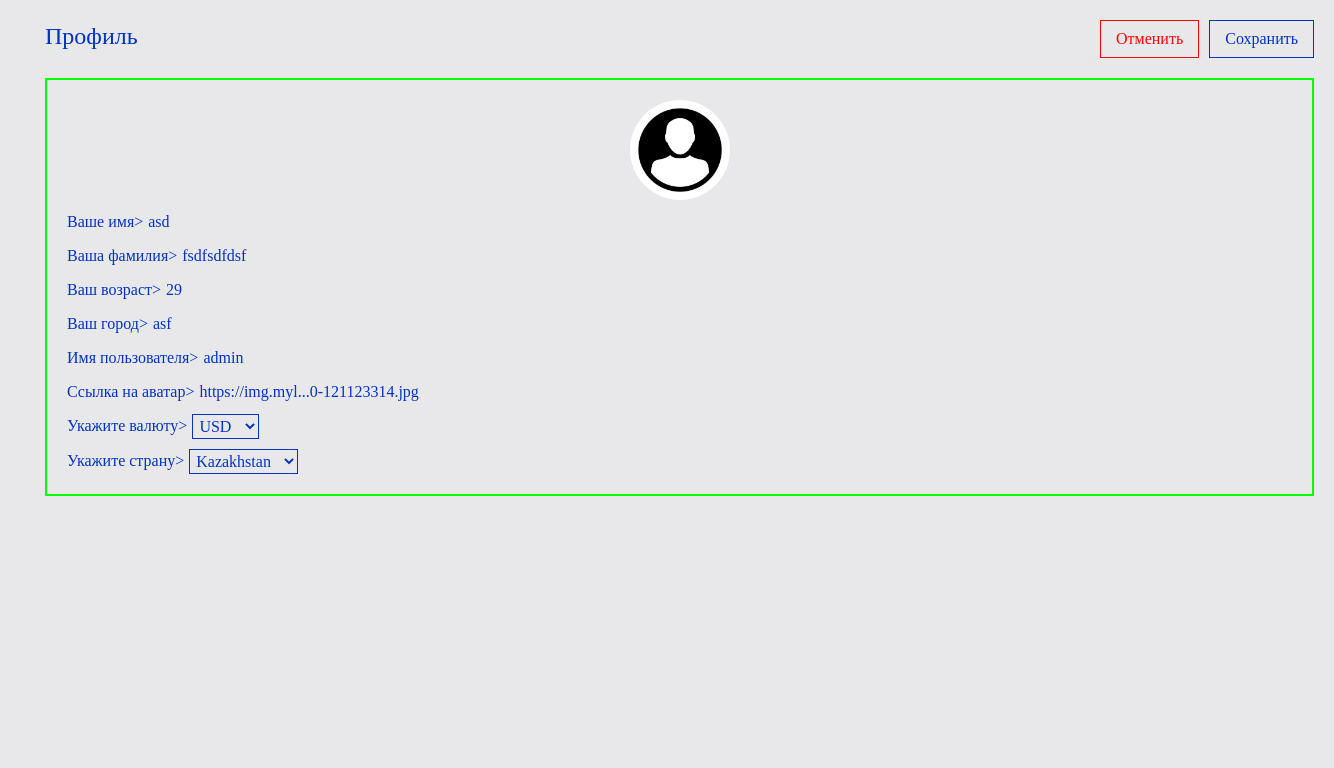 Профиль
Отменить
Сохранить
Ваше имя> asd
Ваша фамилия> fsdfsdfdsf
Ваш возраст> 29
Ваш город> asf
Имя пользователя> admin
Ссылка на аватар> https://img.myl...0-121123314.jpg
Укажите валюту> USD
Укажите страну> Kazakhstan